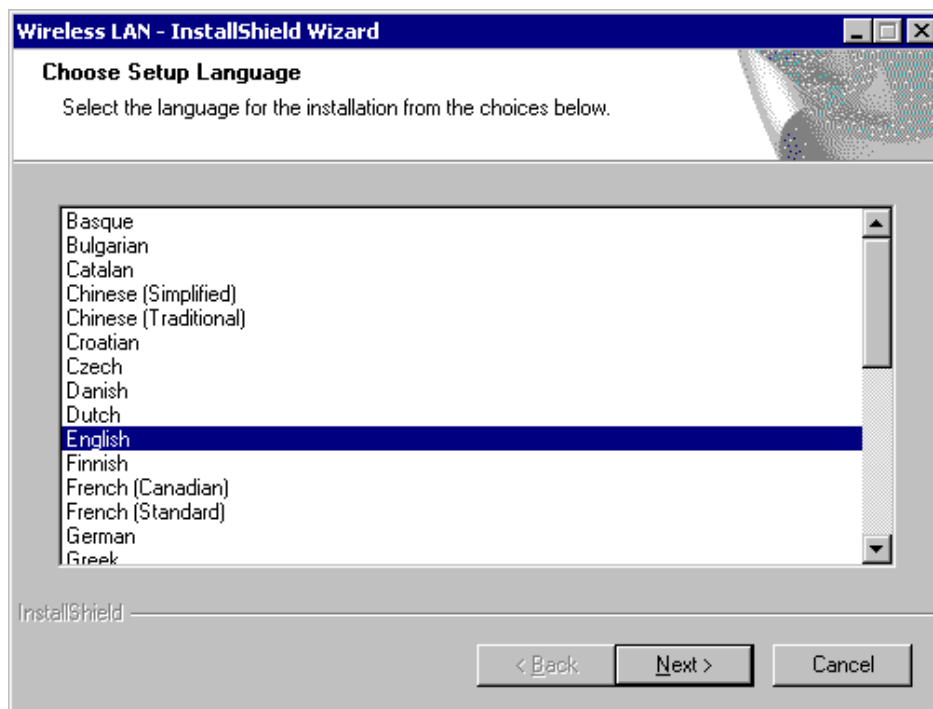 Wireless LAN - InstallShield Wizard
Choose Setup Language
Select the language for the installation from the choices below.
Basque
Bulgarian
Catalan
Chinese (Simplified)
Chinese (Traditional)
Croatian
Czech
Danish
Dutch
English
Finnish
French (Canadian)
French (Standard)
German
Greek
InstallShield
< Back
Next >
Cancel